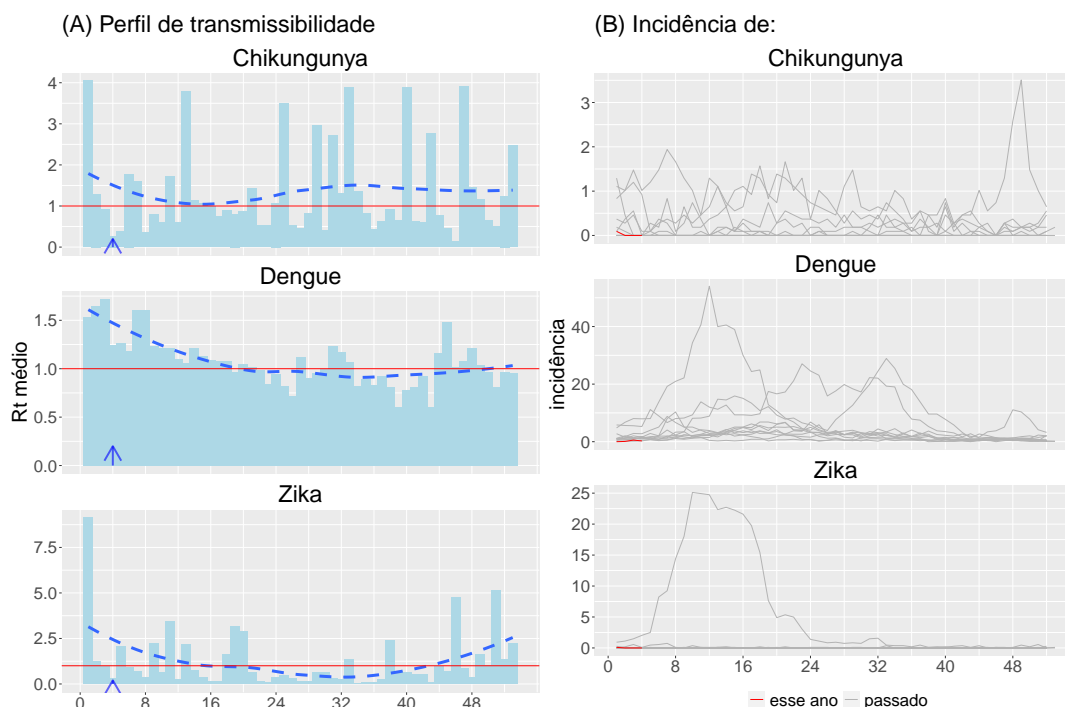 (A) Perfil de transmissibilidade
Chikungunya
4
3
2
1
0
Dengue
1.5
1.0
0.5
0.0
Rt médio
Zika
7.5
5.0
2.5
0.0
0 8 16 24 32 40 48
(B) Incidência de:
Chikungunya
3
2
1
0
Dengue
40
20
0
incidência
Zika
25
20
15
10
5
0
0 8 16 24 32 40 48
esse ano passado